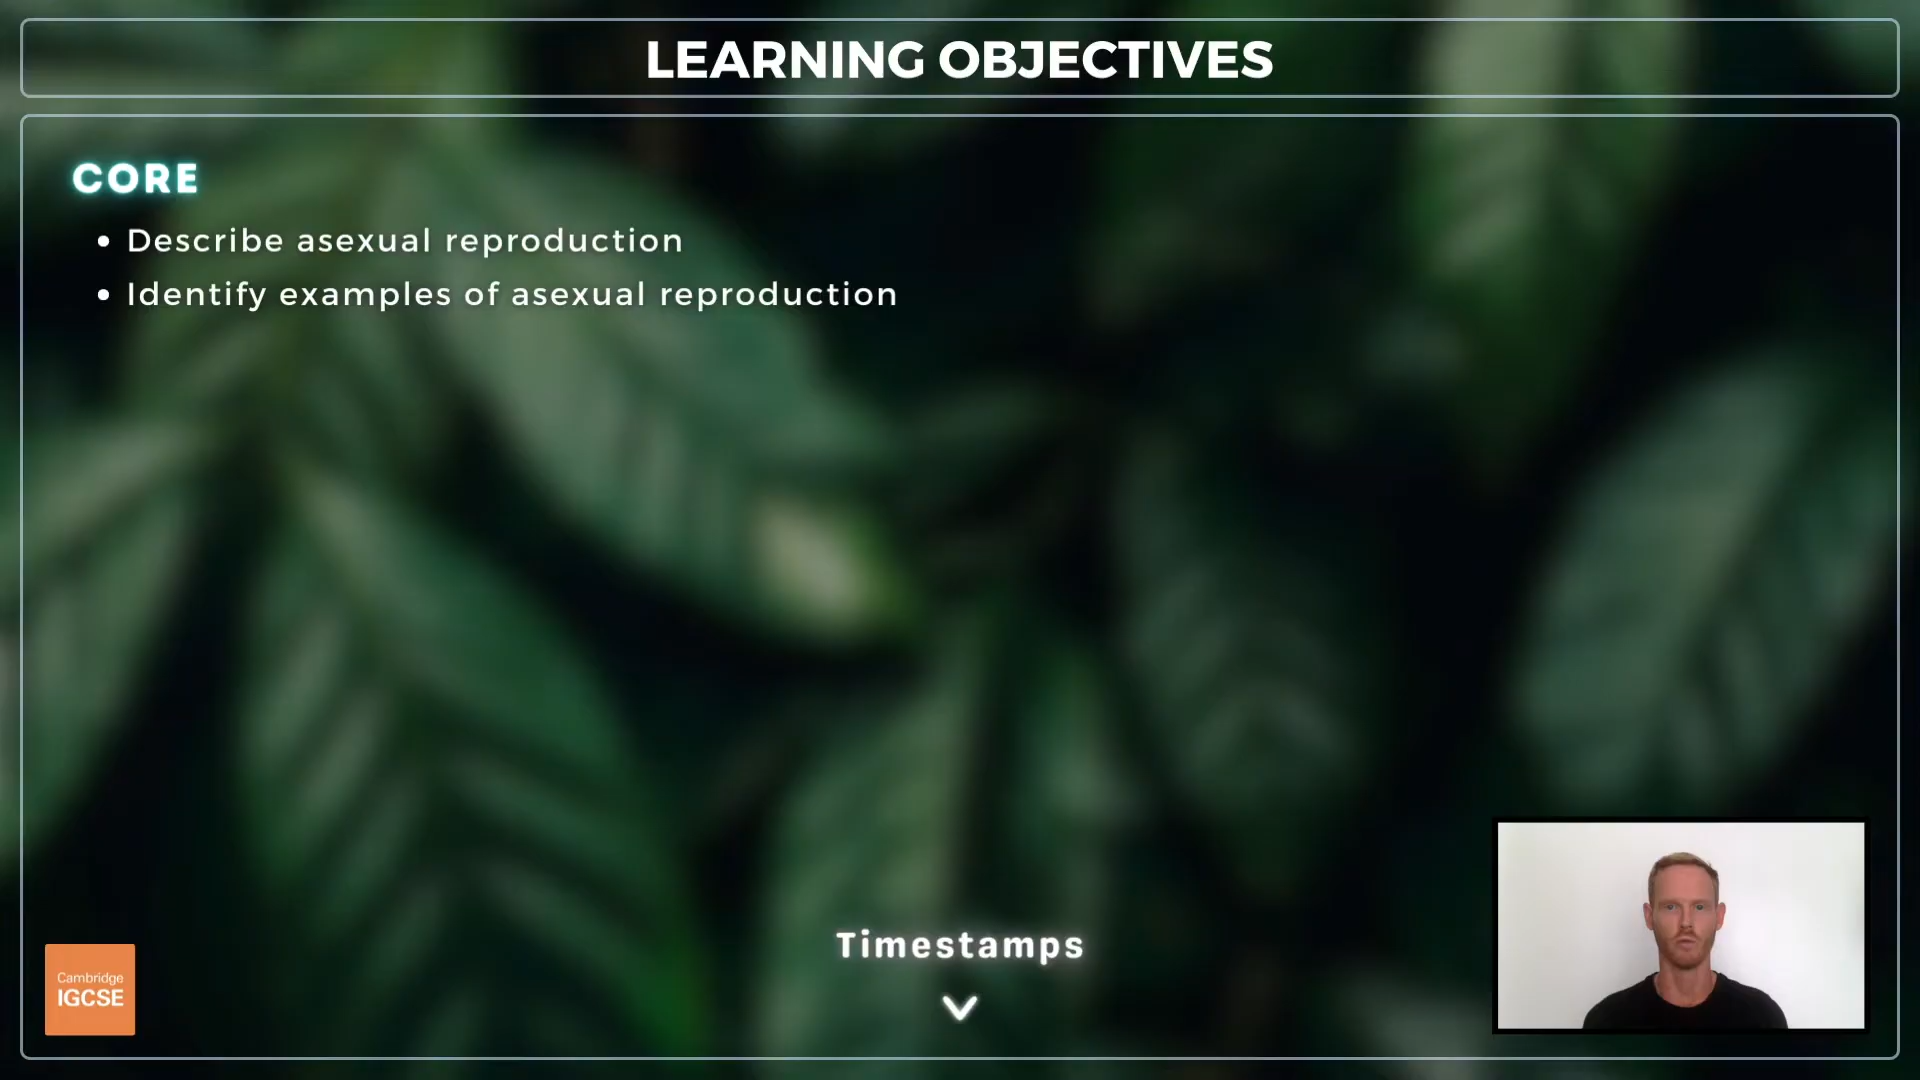 LEARNING OBJECTIVES
CORE
• Describe asexual reproduction
• Identify examples of asexual reproduction
Timestamps
Cambridge
IGCSE